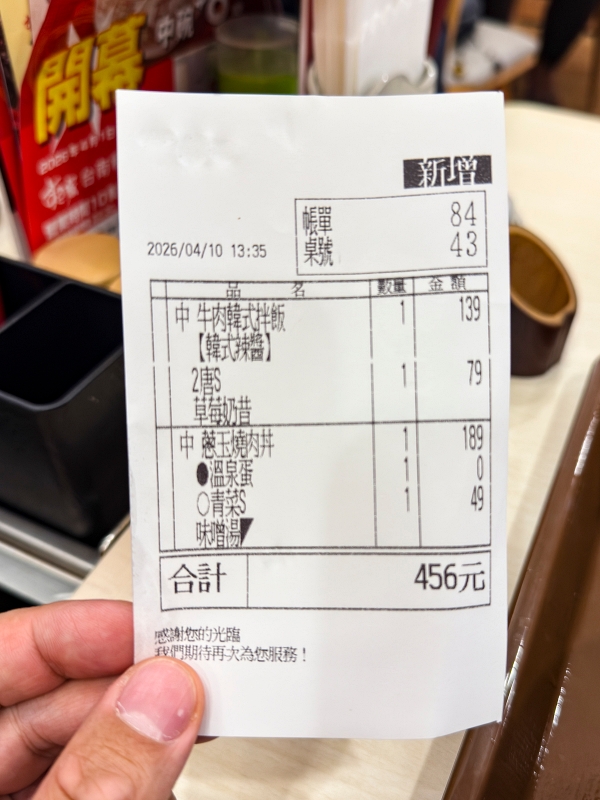 開幕
中碗
新增
帳單 84
桌號 43
2026/04/10 13:35
品名 數量 金額
中 牛肉韓式拌飯 1 139
【韓式辣醬】
2唐S 1 79
草莓奶昔
中 蔥玉燒肉丼 1 189
●溫泉蛋 1 0
○青菜S 1 49
味噌湯
合計 456元
感謝您的光臨
我們期待再次為您服務！